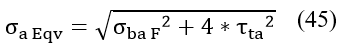 σa Eqv = √σba F² + 4 * τta² (45)